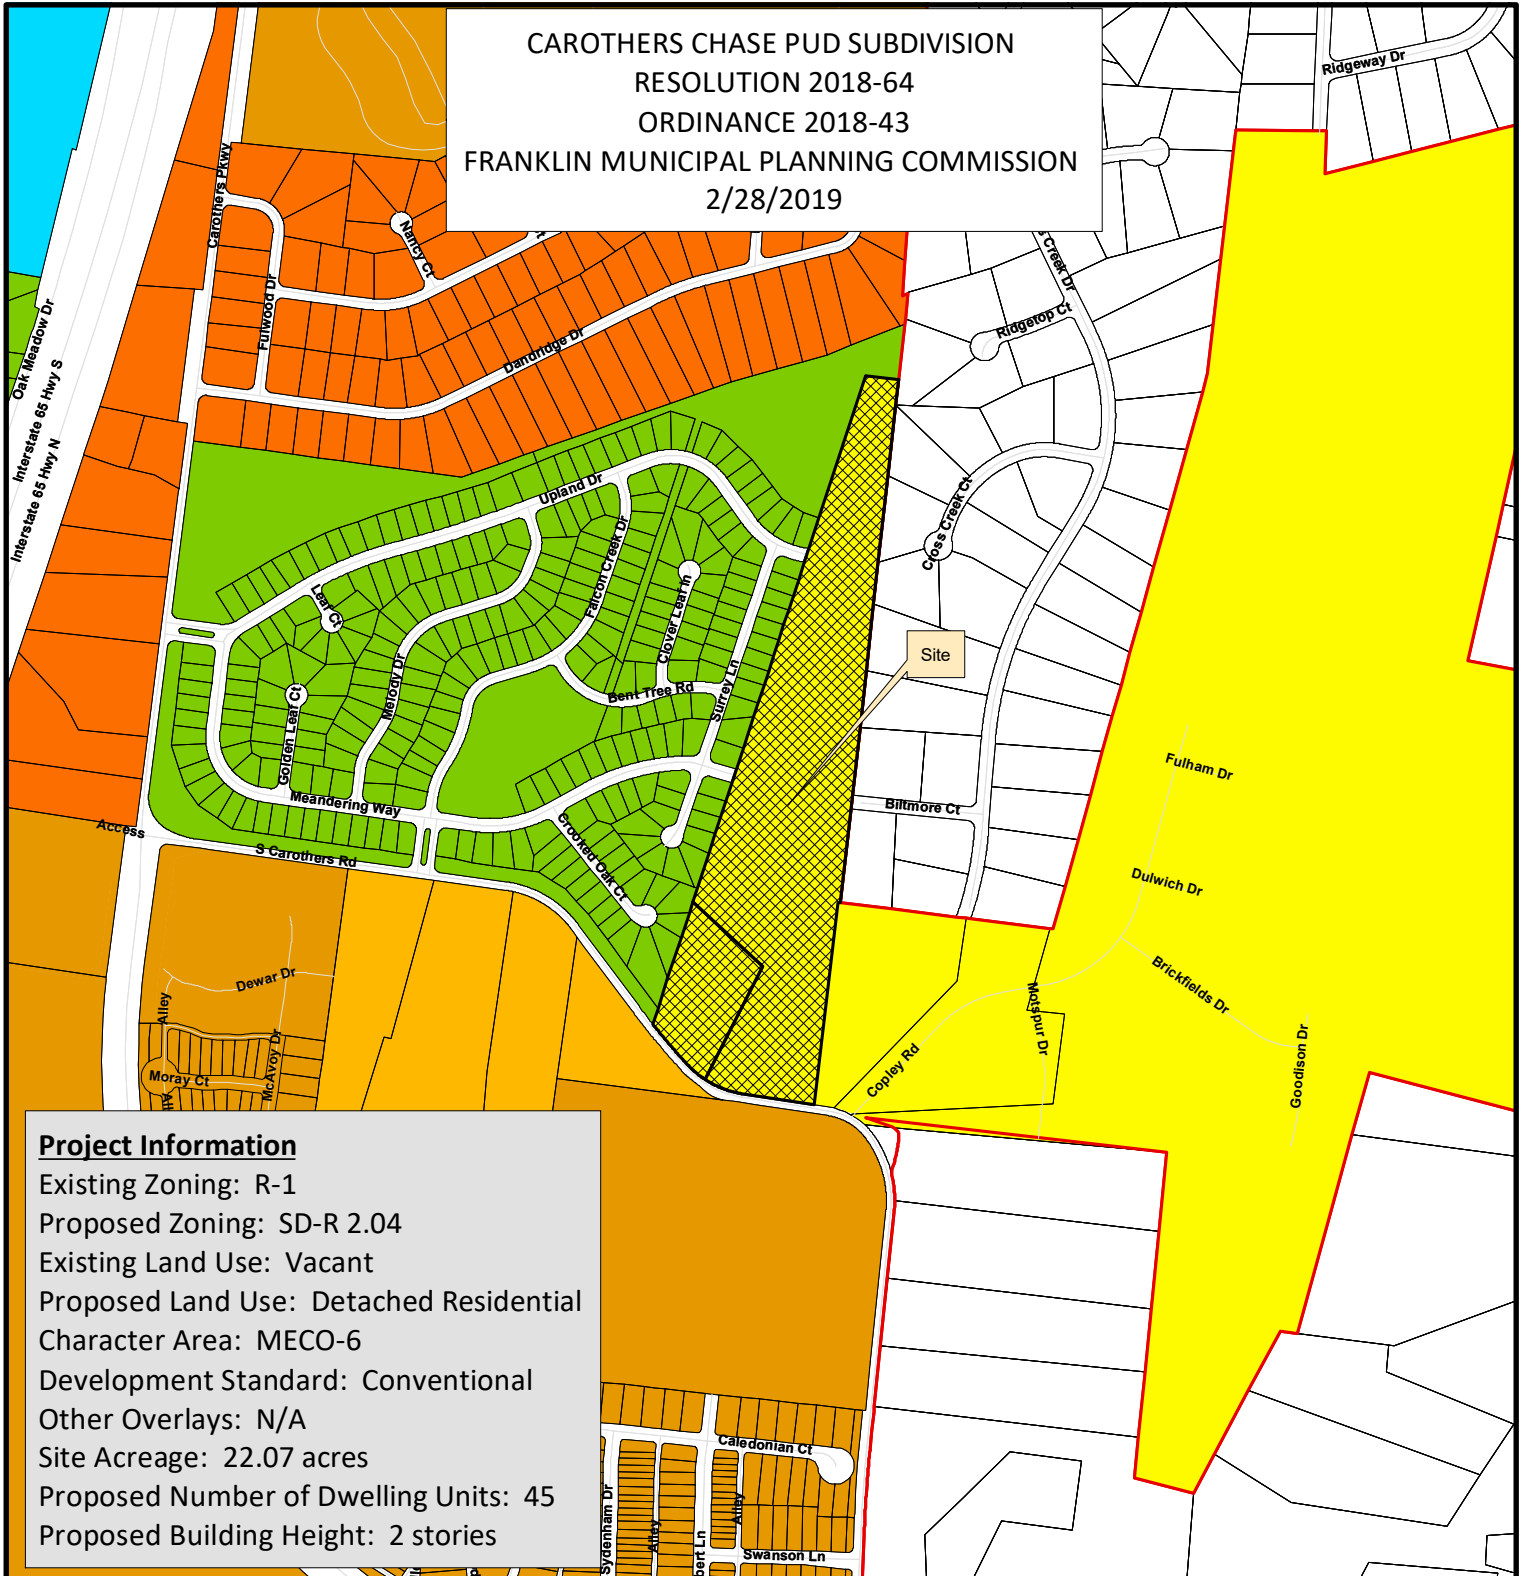 CAROTHERS CHASE PUD SUBDIVISION
RESOLUTION 2018-64
ORDINANCE 2018-43
FRANKLIN MUNICIPAL PLANNING COMMISSION
2/28/2019
Ridgeway Dr
Carothers Pkwy
Nancy Ct
Fulwood Dr
Dandridge Dr
s Creek Dr
Ridgetop Ct
Oak Meadow Dr
Interstate 65 Hwy S
Interstate 65 Hwy N
Upland Dr
Falcon Creek Dr
Cross Creek Ct
Leaf Ct
Clover Leaf ln
Melody Dr
Site
Bent Tree Rd
Surrey Ln
Golden Leaf Ct
Meandering Way
Biltmore Ct
Fulham Dr
Access
S Carothers Rd
Crooked Oak Ct
Dulwich Dr
Dewar Dr
Alley
Brickfields Dr
Motspur Dr
McAvoy Dr
Moray Ct
Copley Rd
Goodison Dr
Project Information
Existing Zoning: R-1
Proposed Zoning: SD-R 2.04
Existing Land Use: Vacant
Proposed Land Use: Detached Residential
Character Area: MECO-6
Development Standard: Conventional
Other Overlays: N/A
Site Acreage: 22.07 acres
Proposed Number of Dwelling Units: 45
Proposed Building Height: 2 stories
Caledonian Ct
Sydenham Dr
Alley
bert Ln
Alley
Swanson Ln